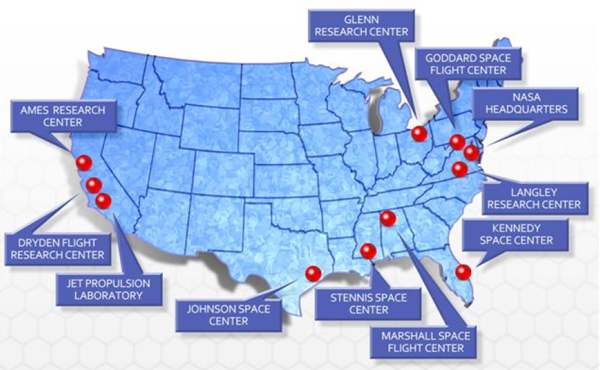 GLENN
RESEARCH CENTER
GODDARD SPACE
FLIGHT CENTER
NASA
HEADQUARTERS
AMES RESEARCH
CENTER
LANGLEY
RESEARCH CENTER
KENNEDY
SPACE CENTER
DRYDEN FLIGHT
RESEARCH CENTER
JET PROPULSION
LABORATORY
JOHNSON SPACE
CENTER
STENNIS SPACE
CENTER
MARSHALL SPACE
FLIGHT CENTER